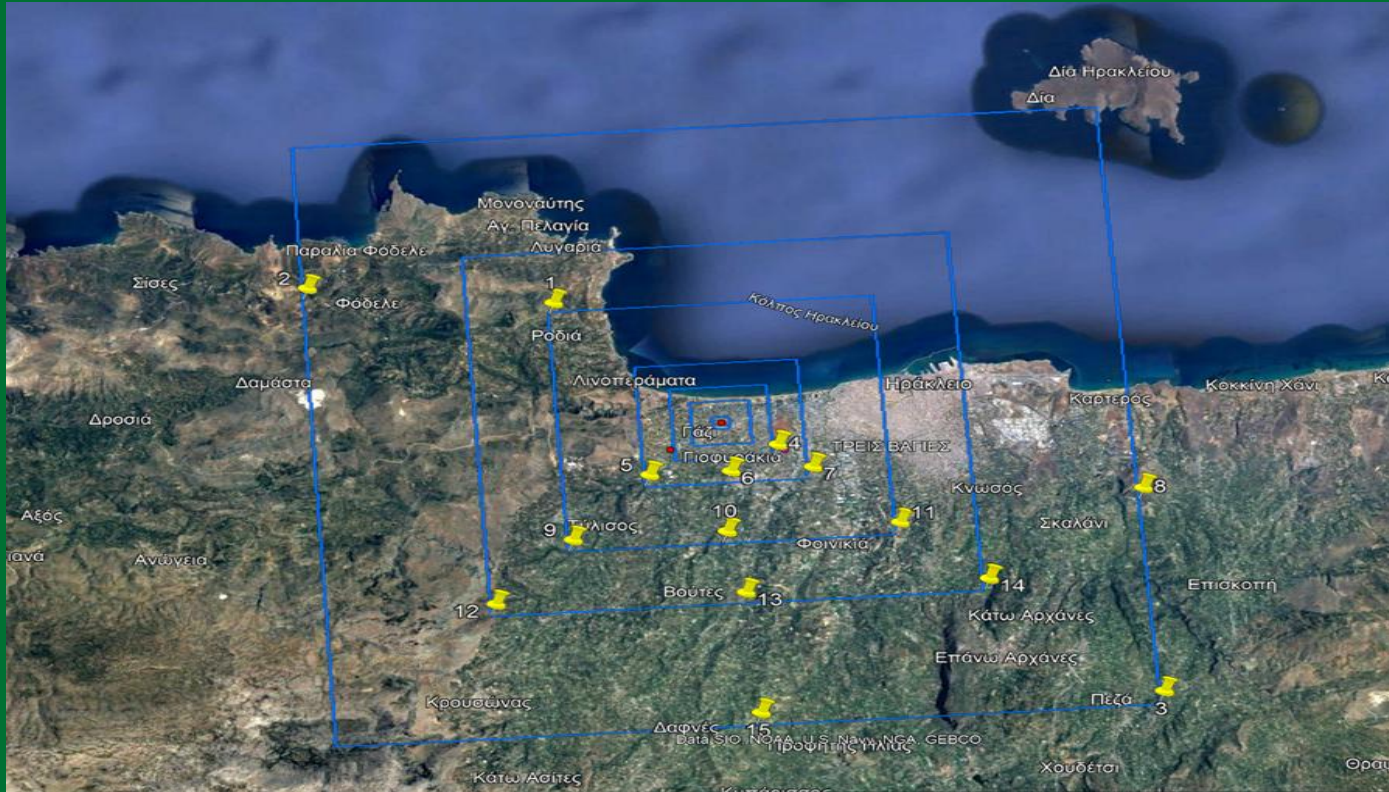 Δία Ηρακλείου
Δία
Μονοναύτης
Αγ. Πελαγία
Λυγαριά
Παραλία Φόδελε
Σίσες
2
Φόδελε
1
Κόλπος Ηρακλείου
Ροδιά
Δαμάστα
Λινοπεράματα
Ηράκλειο
Κοκκίνη Χάνι
Καρτερός
Δροσιά
Γάζι
4
ΤΡΕΙΣ ΒΑΓΙΕΣ
Γιοφυράκια
5
6
7
8
Κνωσός
Αξός
10
11
Τύλισος
9
Σκαλάνι
Φοινικιά
Ανώγεια
Επισκοπή
Βούτες
13
14
12
Κάτω Αρχάνες
Επάνω Αρχάνες
Κρουσώνας
Πεζά
3
Δαφνές
15
Data SIO, NOAA, U.S. Navy, NGA, GEBCO
Προφήτης Ηλίας
Χουδέτσι
Κάτω Ασίτες